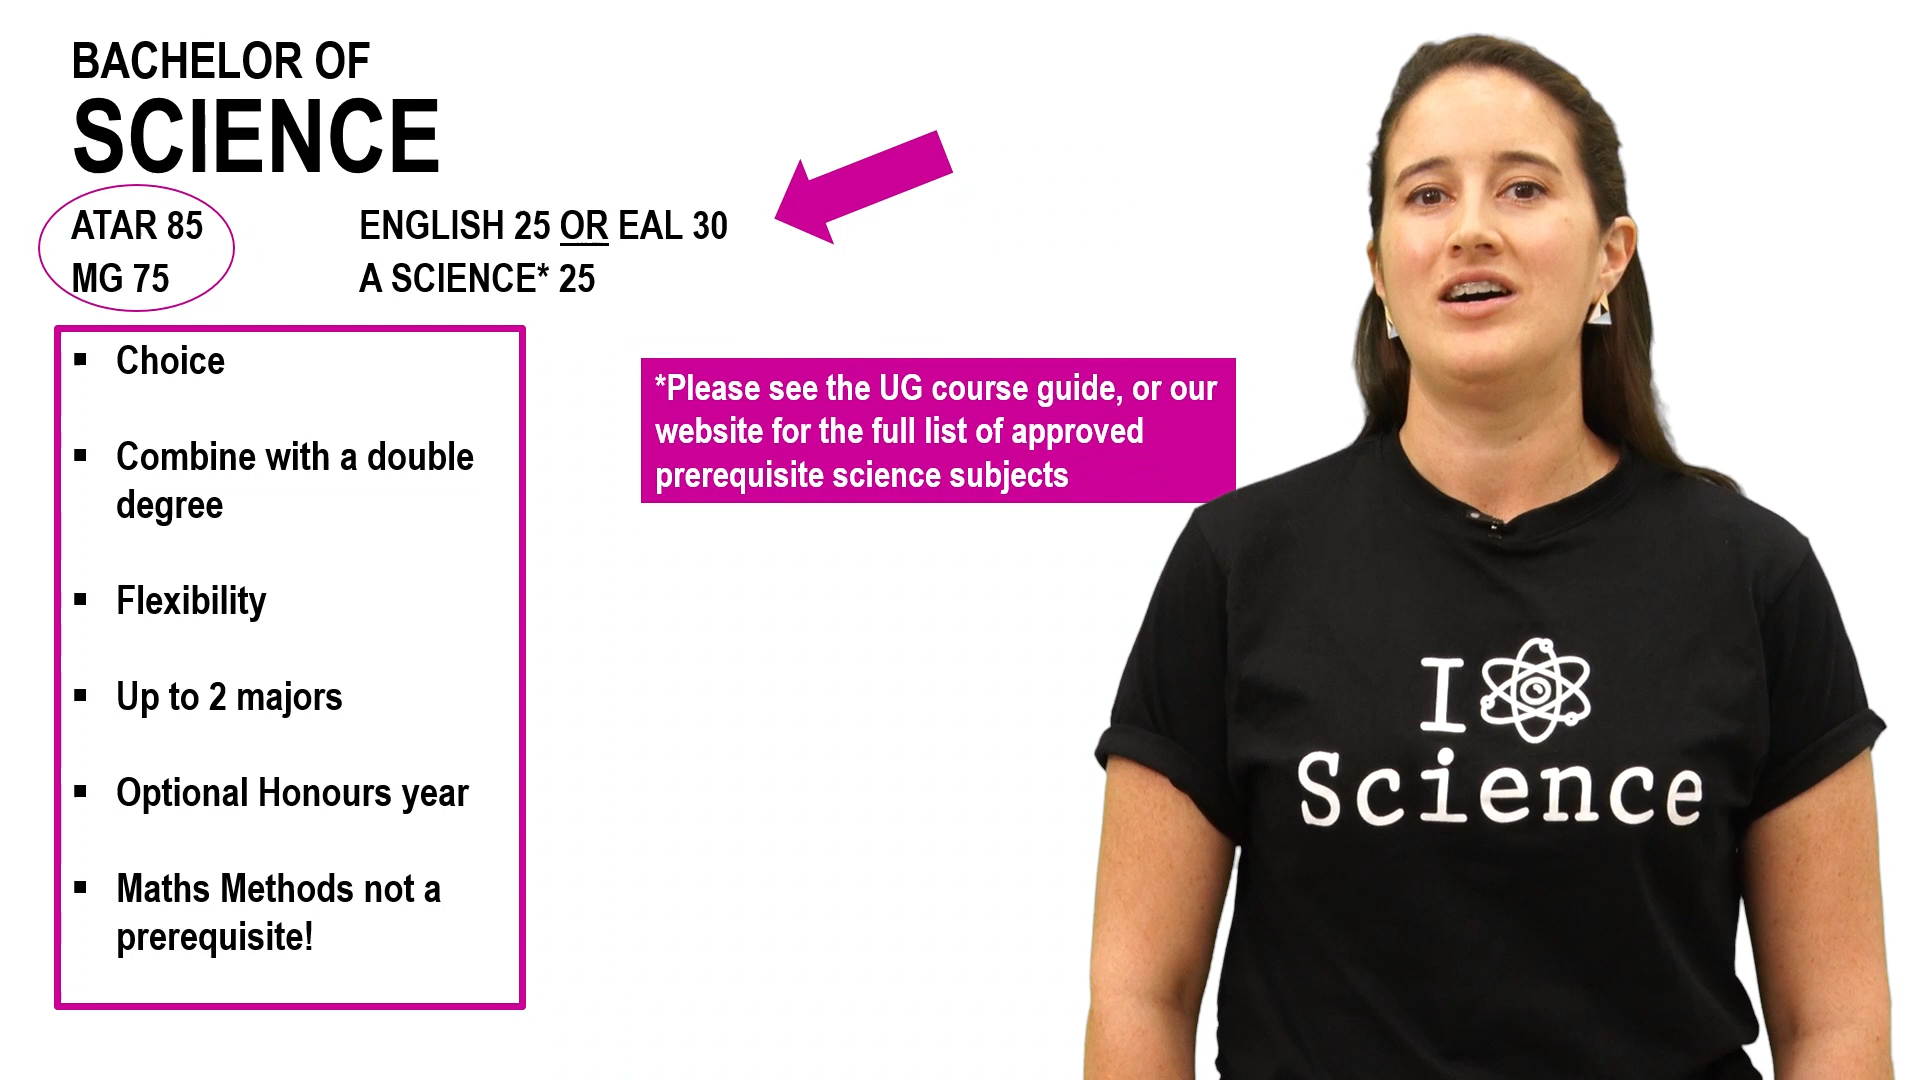 BACHELOR OF
SCIENCE
ATAR 85
MG 75
ENGLISH 25 OR EAL 30
A SCIENCE* 25
Choice
Combine with a double
degree
Flexibility
Up to 2 majors
Optional Honours year
Maths Methods not a
prerequisite!
*Please see the UG course guide, or our
website for the full list of approved
prerequisite science subjects
I
Science